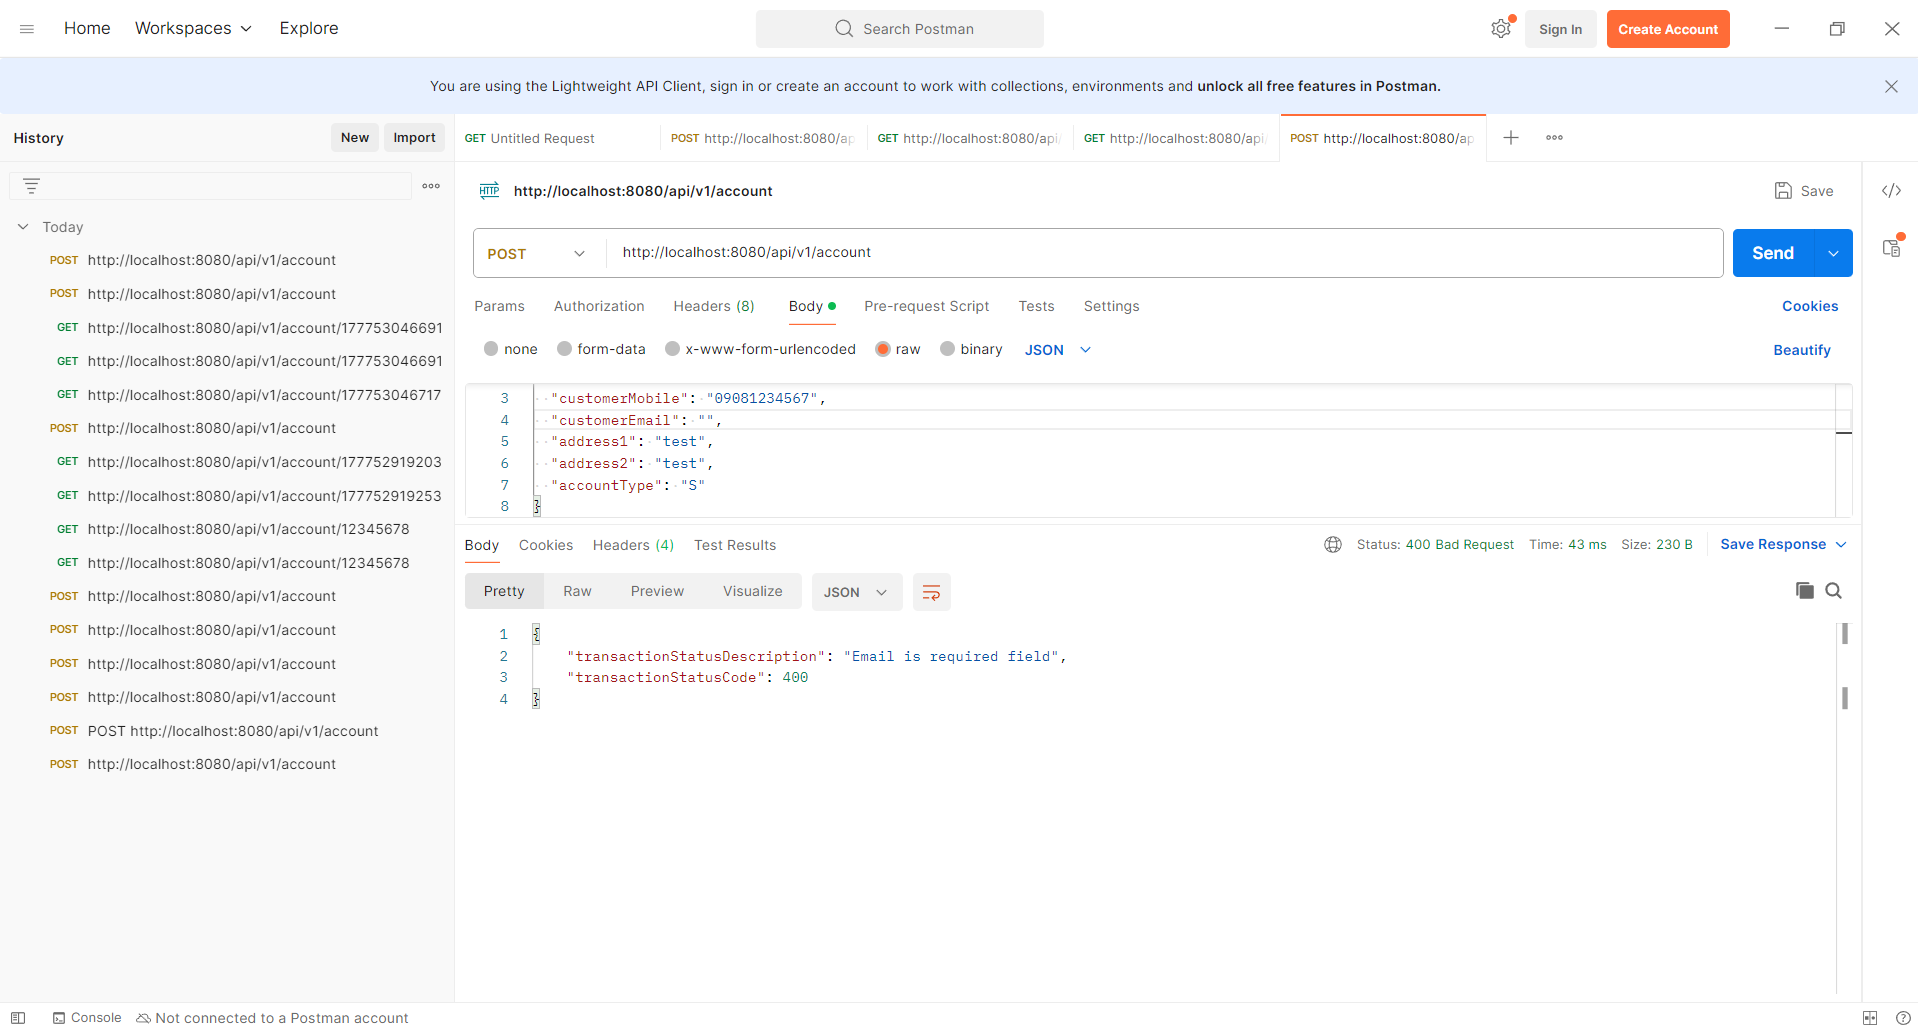 Home Workspaces Explore Search Postman Sign In Create Account
You are using the Lightweight API Client, sign in or create an account to work with collections, environments and unlock all free features in Postman.
History New Import
GET Untitled Request POST http://localhost:8080/ap GET http://localhost:8080/api/ GET http://localhost:8080/api/ POST http://localhost:8080/ap
HTTP http://localhost:8080/api/v1/account Save </>
Today
POST http://localhost:8080/api/v1/account
POST http://localhost:8080/api/v1/account
GET http://localhost:8080/api/v1/account/177753046691
GET http://localhost:8080/api/v1/account/177753046691
GET http://localhost:8080/api/v1/account/177753046717
POST http://localhost:8080/api/v1/account
GET http://localhost:8080/api/v1/account/177752919203
GET http://localhost:8080/api/v1/account/177752919253
GET http://localhost:8080/api/v1/account/12345678
GET http://localhost:8080/api/v1/account/12345678
POST http://localhost:8080/api/v1/account
POST http://localhost:8080/api/v1/account
POST http://localhost:8080/api/v1/account
POST http://localhost:8080/api/v1/account
POST POST http://localhost:8080/api/v1/account
POST http://localhost:8080/api/v1/account
POST http://localhost:8080/api/v1/account Send
Params Authorization Headers (8) Body Pre-request Script Tests Settings Cookies
none form-data x-www-form-urlencoded raw binary JSON Beautify
3 "customerMobile": "09081234567",
4 "customerEmail": "",
5 "address1": "test",
6 "address2": "test",
7 "accountType": "S"
8 }
Body Cookies Headers (4) Test Results Status: 400 Bad Request Time: 43 ms Size: 230 B Save Response
Pretty Raw Preview Visualize JSON
1 {
2 "transactionStatusDescription": "Email is required field",
3 "transactionStatusCode": 400
4 }
Console Not connected to a Postman account